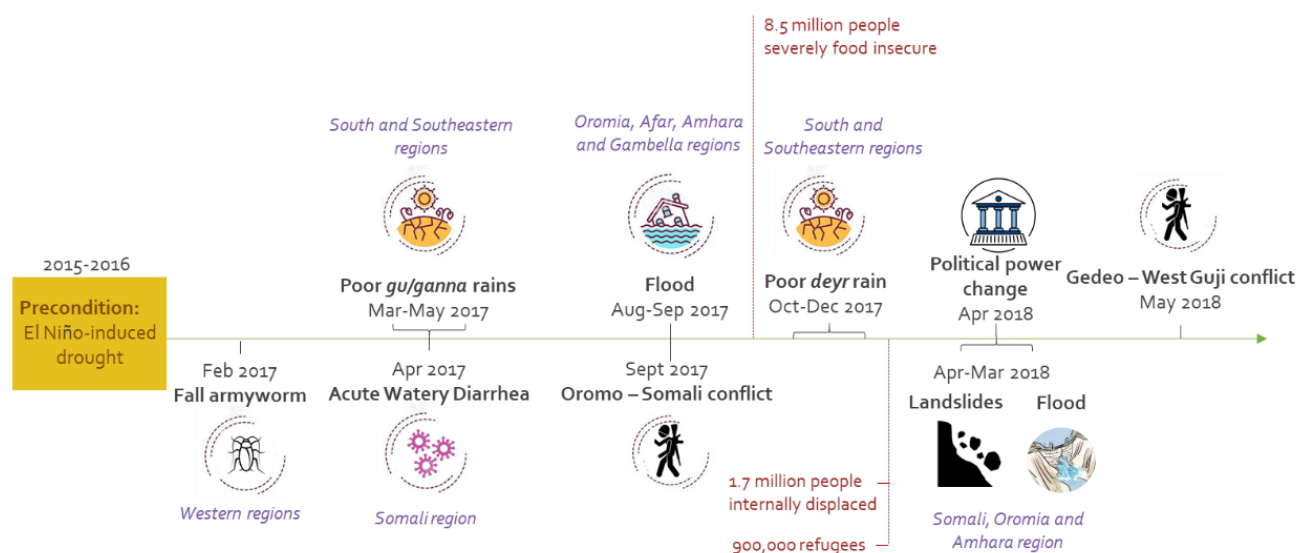 8.5 million people
severely food insecure
South and Southeastern
regions
Oromia, Afar, Amhara
and Gambella regions
South and
Southeastern regions
2015-2016
Precondition:
El Niño-induced
drought
Poor gu/ganna rains
Mar-May 2017
Flood
Aug-Sep 2017
Poor deyr rain
Oct-Dec 2017
Political power
change
Apr 2018
Gedeo – West Guji conflict
May 2018
Feb 2017
Fall armyworm
Western regions
Apr 2017
Acute Watery Diarrhea
Somali region
Sept 2017
Oromo – Somali conflict
1.7 million people
internally displaced
900,000 refugees
Apr-Mar 2018
Landslides
Flood
Somali, Oromia and
Amhara region